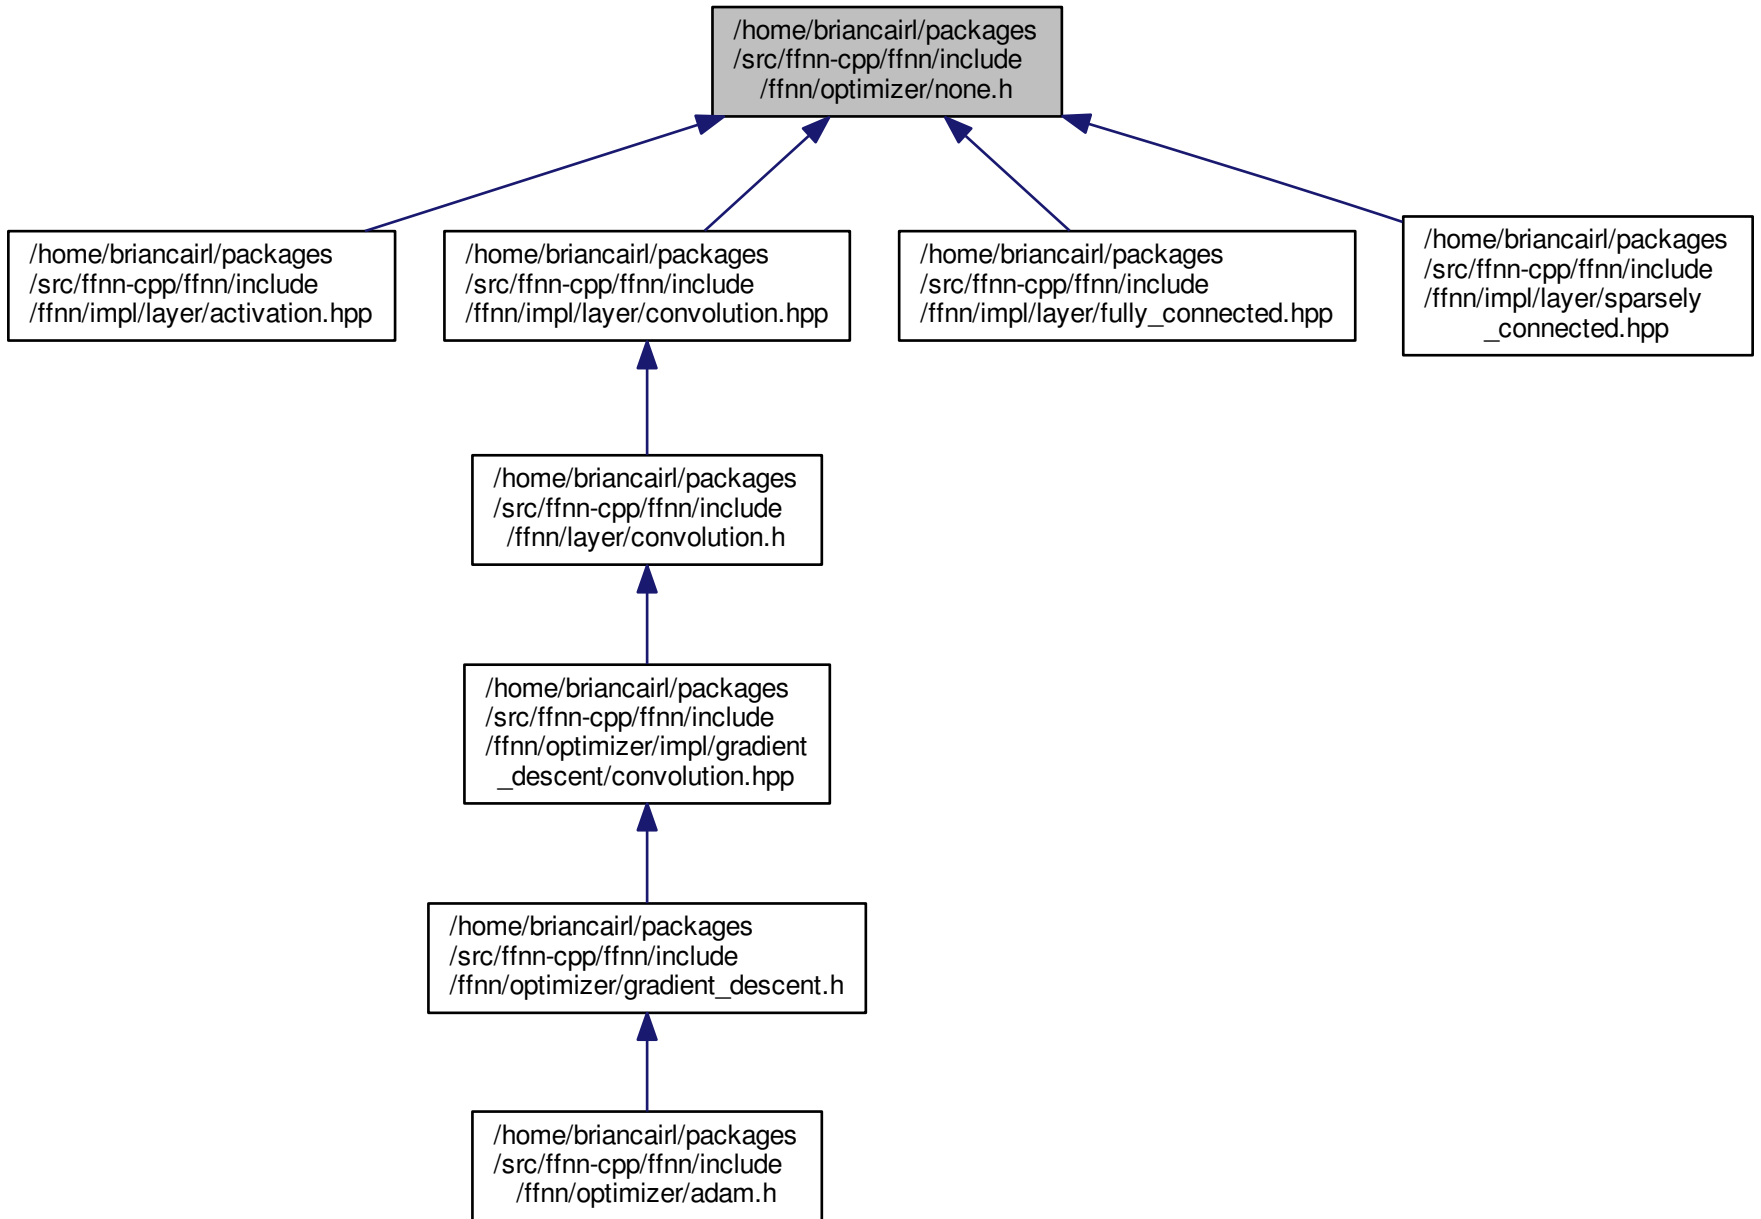 /home/briancairl/packages
/src/ffnn-cpp/ffnn/include
/ffnn/optimizer/none.h
/home/briancairl/packages
/src/ffnn-cpp/ffnn/include
/ffnn/impl/layer/activation.hpp
/home/briancairl/packages
/src/ffnn-cpp/ffnn/include
/ffnn/impl/layer/convolution.hpp
/home/briancairl/packages
/src/ffnn-cpp/ffnn/include
/ffnn/impl/layer/fully_connected.hpp
/home/briancairl/packages
/src/ffnn-cpp/ffnn/include
/ffnn/impl/layer/sparsely
_connected.hpp
/home/briancairl/packages
/src/ffnn-cpp/ffnn/include
/ffnn/layer/convolution.h
/home/briancairl/packages
/src/ffnn-cpp/ffnn/include
/ffnn/optimizer/impl/gradient
_descent/convolution.hpp
/home/briancairl/packages
/src/ffnn-cpp/ffnn/include
/ffnn/optimizer/gradient_descent.h
/home/briancairl/packages
/src/ffnn-cpp/ffnn/include
/ffnn/optimizer/adam.h